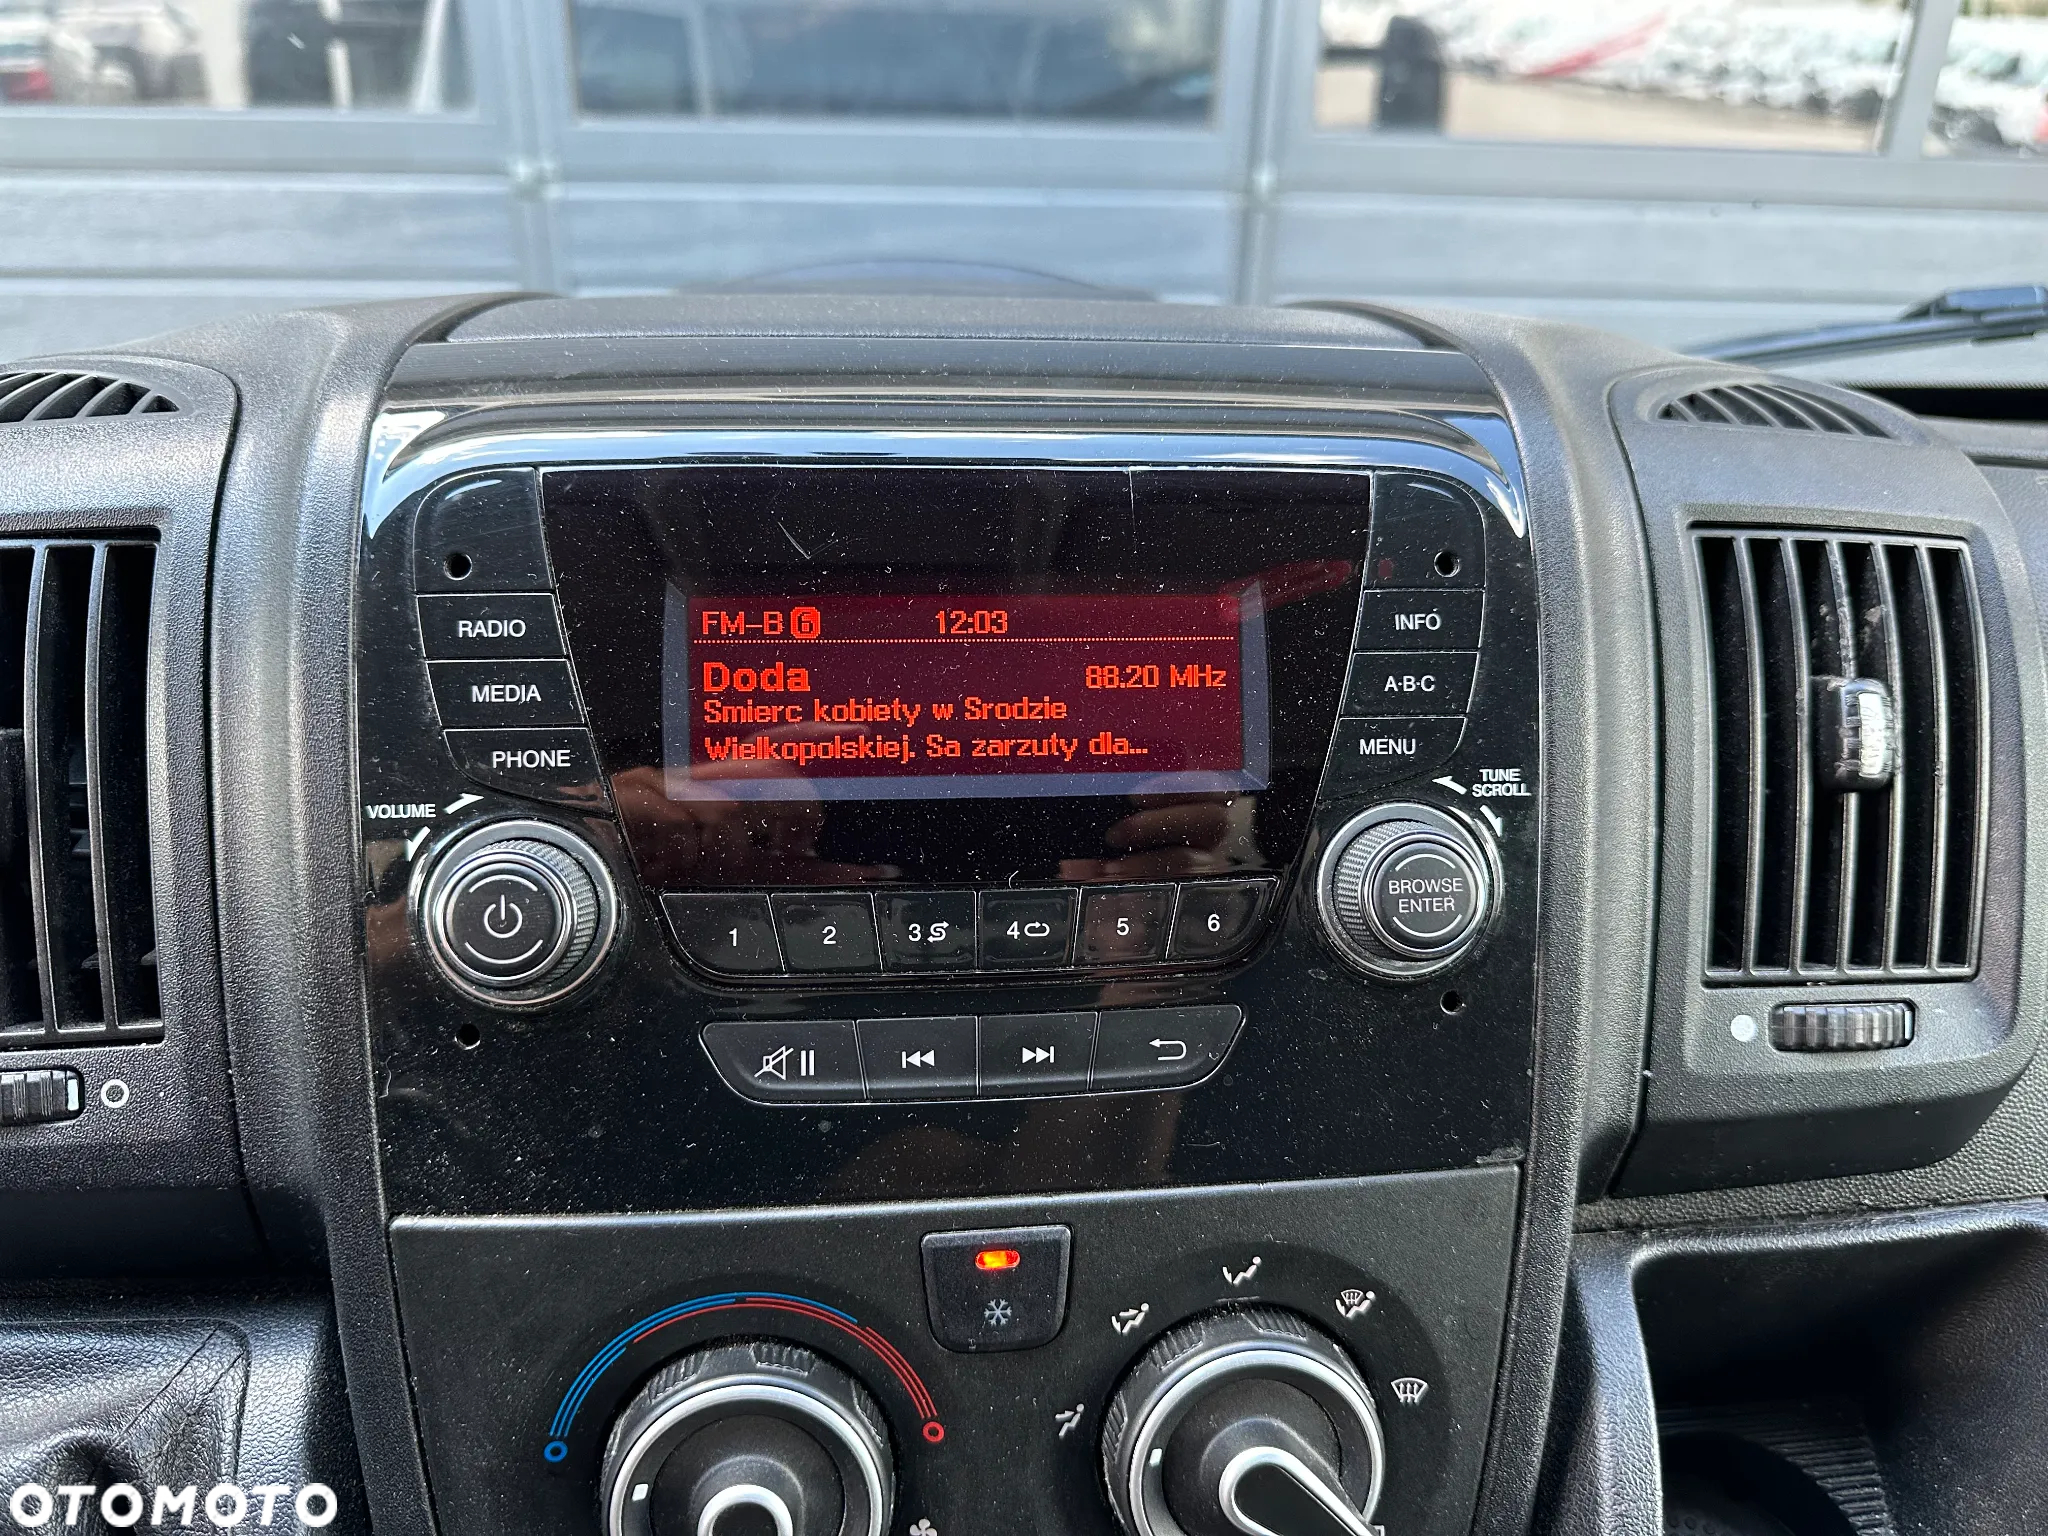 RADIO
MEDIA
PHONE
VOLUME
FM-B 6 12:03
Doda 88.20 MHz
Smierc kobiety w Srodzie
Wielkopolskiej. Sa zarzuty dla...
INFO
A·B·C
MENU
TUNE
SCROLL
BROWSE
ENTER
1 2 3 4 5 6
OTOMOTO